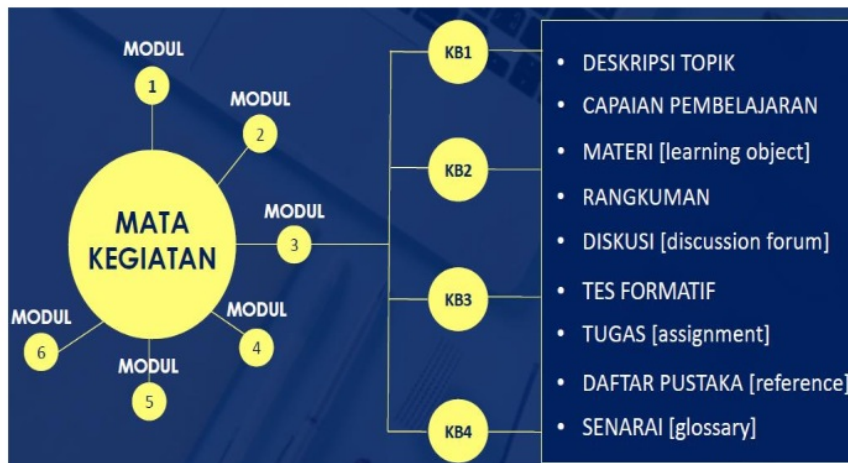 MODUL
1
MODUL
2
MATA
KEGIATAN
MODUL
3
MODUL
4
MODUL
5
MODUL
6
KB1
KB2
KB3
KB4
• DESKRIPSI TOPIK
• CAPAIAN PEMBELAJARAN
• MATERI [learning object]
• RANGKUMAN
• DISKUSI [discussion forum]
• TES FORMATIF
• TUGAS [assignment]
• DAFTAR PUSTAKA [reference]
• SENARAI [glossary]